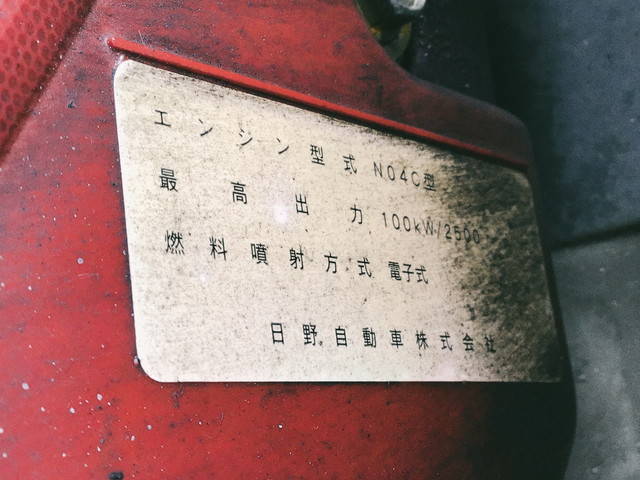 エンジン型式 N04C型
最高出力 100kW/2500
燃料噴射方式 電子式
日野自動車株式会社